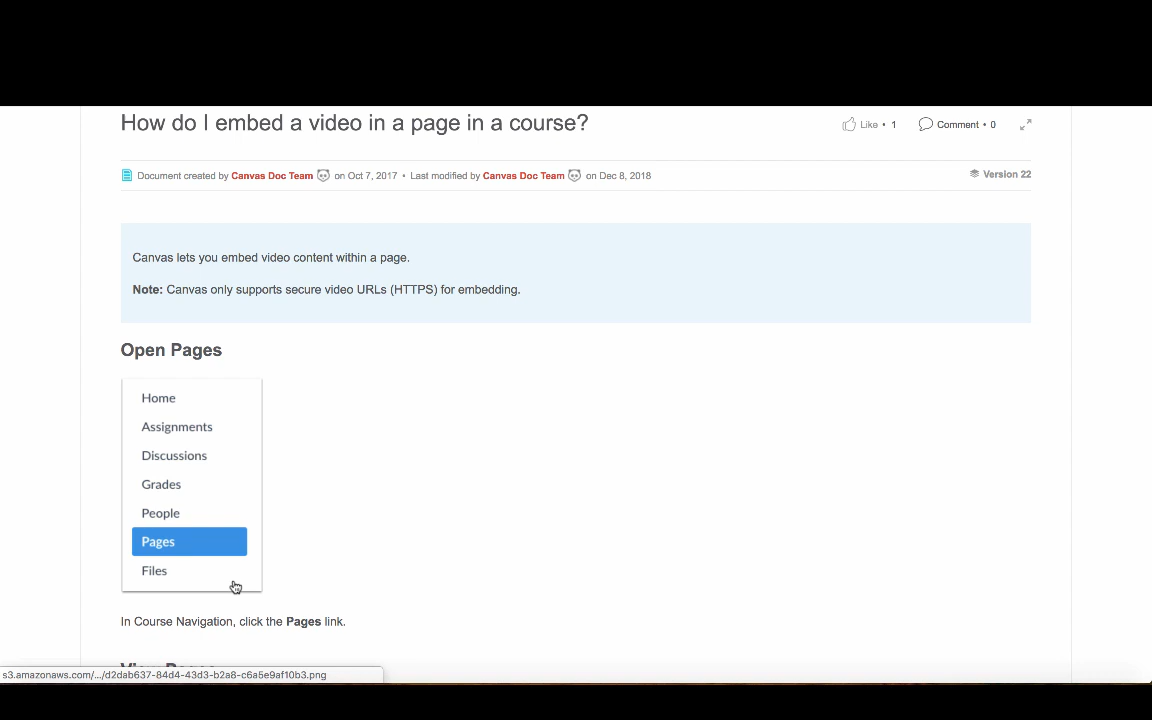 How do I embed a video in a page in a course?
Like • 1 Comment • 0
Document created by Canvas Doc Team on Oct 7, 2017 • Last modified by Canvas Doc Team on Dec 8, 2018
Version 22
Canvas lets you embed video content within a page.
Note: Canvas only supports secure video URLs (HTTPS) for embedding.
Open Pages
Home
Assignments
Discussions
Grades
People
Pages
Files
In Course Navigation, click the Pages link.
View Pages
s3.amazonaws.com/.../d2dab637-84d4-43d3-b2a8-c6a5e9af10b3.png